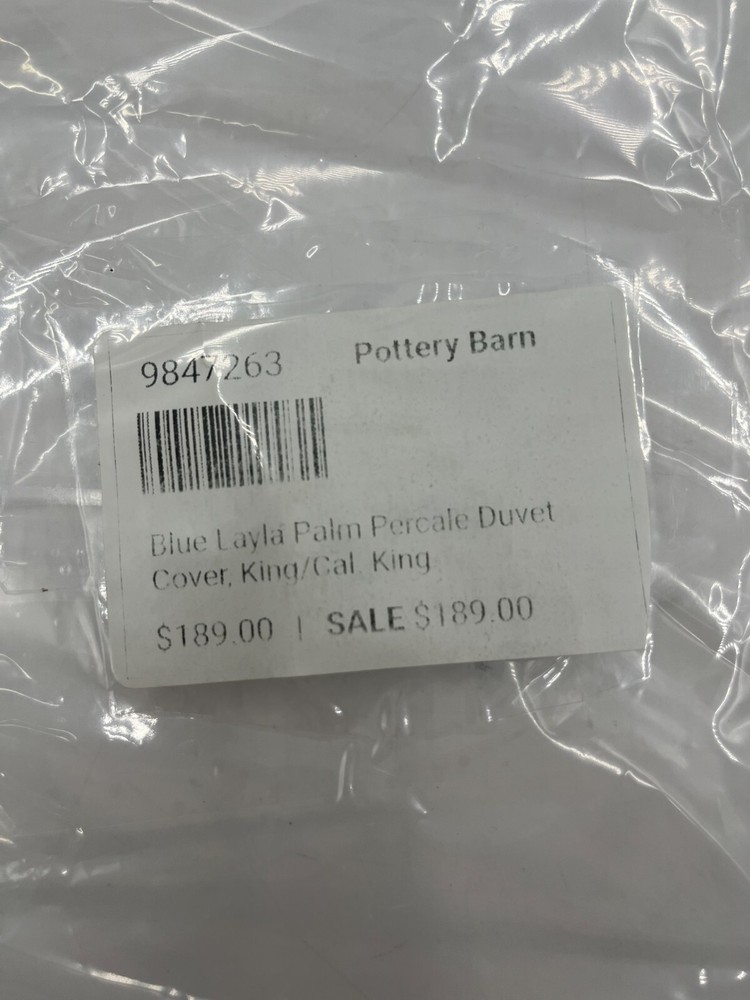 9847263 Pottery Barn
Blue Layla Palm Percale Duvet
Cover, King/Cal. King
$189.00 | SALE $189.00